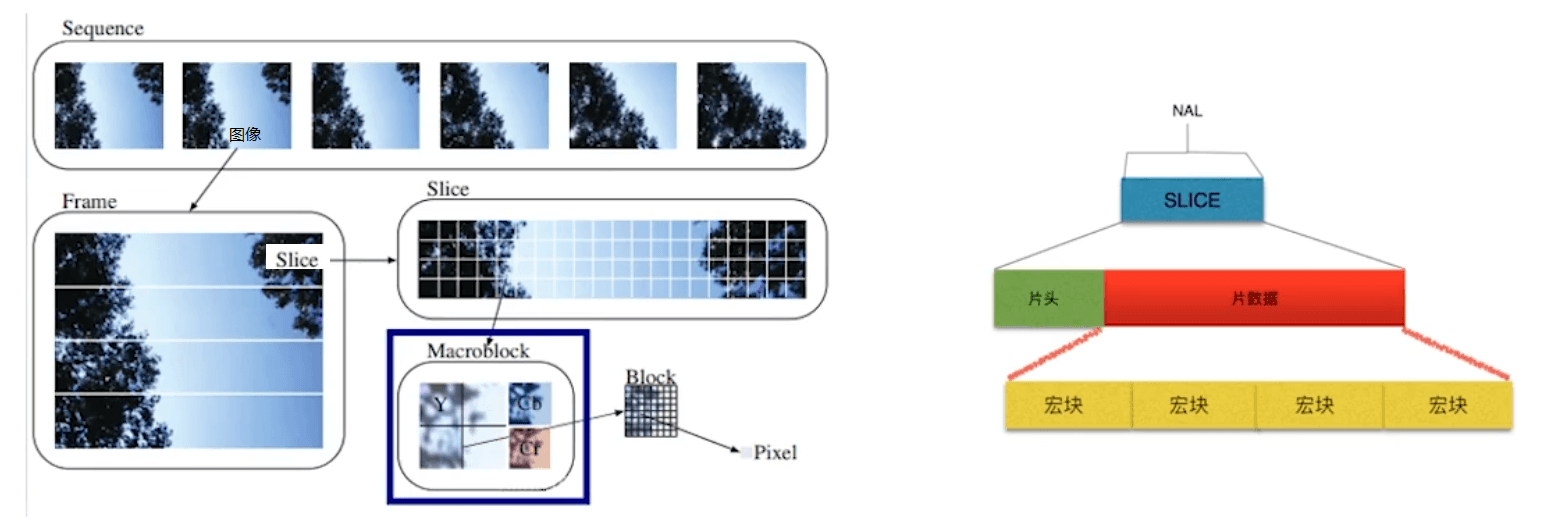 Sequence
图像
Frame
Slice
Slice
Macroblock
Y
Cb
Cr
Block
Pixel
NAL
SLICE
片头
片数据
宏块 宏块 宏块 宏块